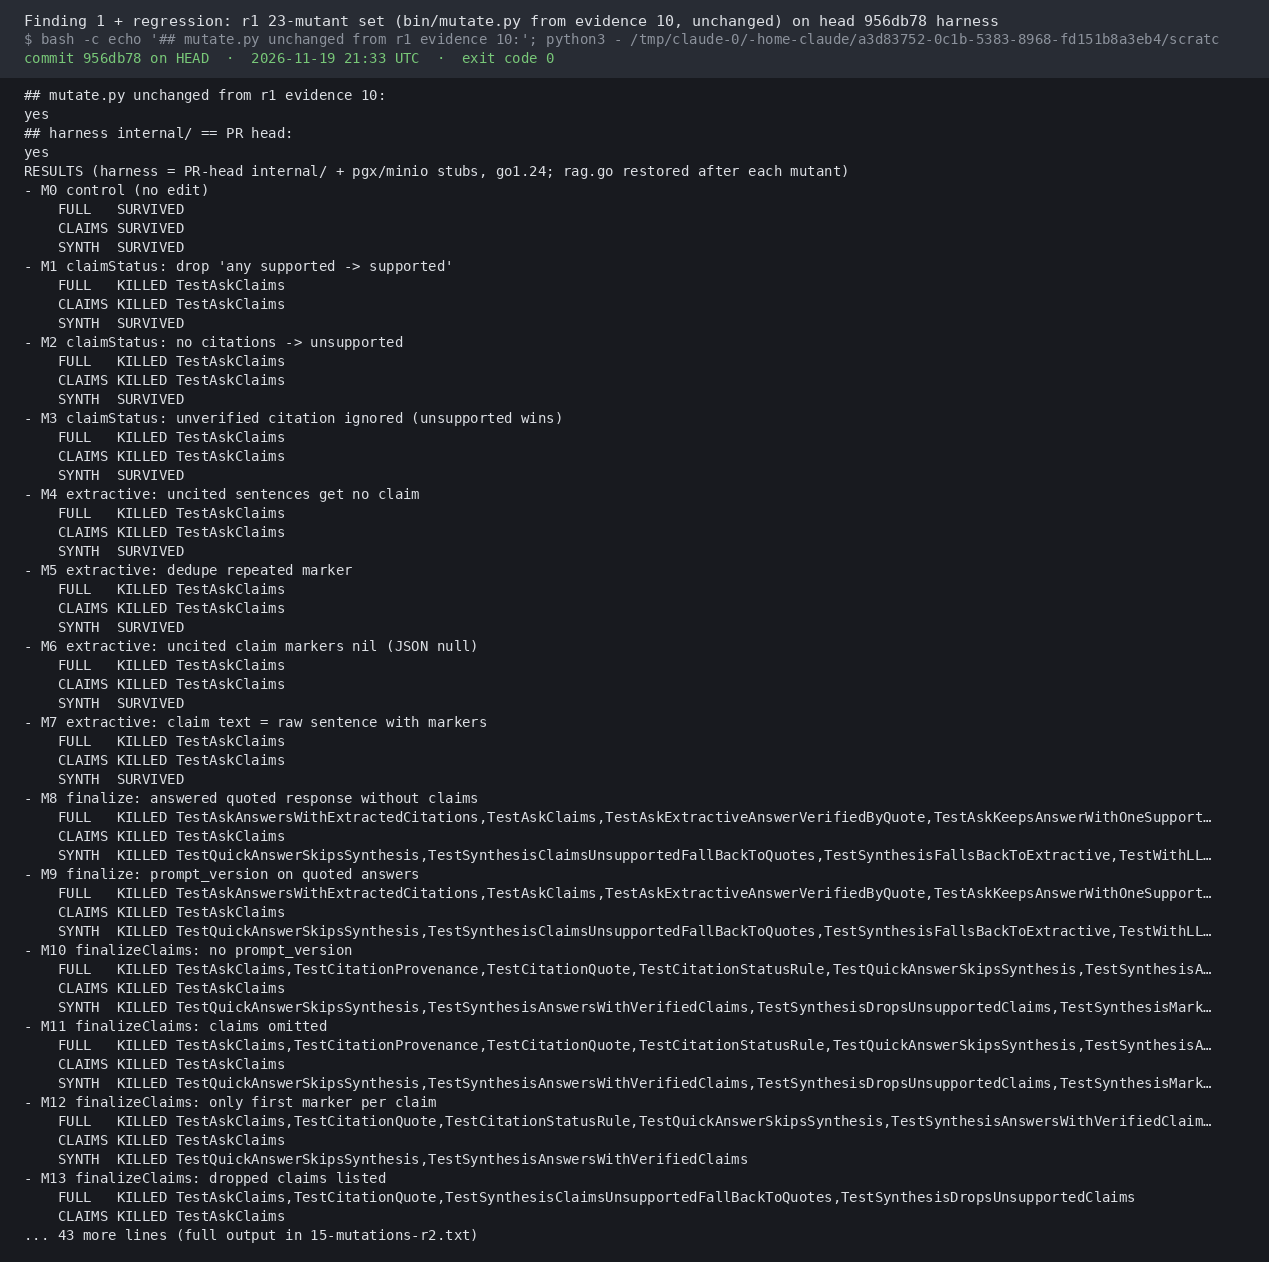 Finding 1 + regression: r1 23-mutant set (bin/mutate.py from evidence 10, unchanged) on head 956db78 harness
$ bash -c echo '## mutate.py unchanged from r1 evidence 10:'; python3 - /tmp/claude-0/-home-claude/a3d83752-0c1b-5383-8968-fd151b8a3eb4/scratc
commit 956db78 on HEAD  ·  2026-11-19 21:33 UTC  ·  exit code 0
## mutate.py unchanged from r1 evidence 10:
yes
## harness internal/ == PR head:
yes
RESULTS (harness = PR-head internal/ + pgx/minio stubs, go1.24; rag.go restored after each mutant)
- M0 control (no edit)
    FULL   SURVIVED
    CLAIMS SURVIVED
    SYNTH  SURVIVED
- M1 claimStatus: drop 'any supported -> supported'
    FULL   KILLED TestAskClaims
    CLAIMS KILLED TestAskClaims
    SYNTH  SURVIVED
- M2 claimStatus: no citations -> unsupported
    FULL   KILLED TestAskClaims
    CLAIMS KILLED TestAskClaims
    SYNTH  SURVIVED
- M3 claimStatus: unverified citation ignored (unsupported wins)
    FULL   KILLED TestAskClaims
    CLAIMS KILLED TestAskClaims
    SYNTH  SURVIVED
- M4 extractive: uncited sentences get no claim
    FULL   KILLED TestAskClaims
    CLAIMS KILLED TestAskClaims
    SYNTH  SURVIVED
- M5 extractive: dedupe repeated marker
    FULL   KILLED TestAskClaims
    CLAIMS KILLED TestAskClaims
    SYNTH  SURVIVED
- M6 extractive: uncited claim markers nil (JSON null)
    FULL   KILLED TestAskClaims
    CLAIMS KILLED TestAskClaims
    SYNTH  SURVIVED
- M7 extractive: claim text = raw sentence with markers
    FULL   KILLED TestAskClaims
    CLAIMS KILLED TestAskClaims
    SYNTH  SURVIVED
- M8 finalize: answered quoted response without claims
    FULL   KILLED TestAskAnswersWithExtractedCitations,TestAskClaims,TestAskExtractiveAnswerVerifiedByQuote,TestAskKeepsAnswerWithOneSupport…
    CLAIMS KILLED TestAskClaims
    SYNTH  KILLED TestQuickAnswerSkipsSynthesis,TestSynthesisClaimsUnsupportedFallBackToQuotes,TestSynthesisFallsBackToExtractive,TestWithLL…
- M9 finalize: prompt_version on quoted answers
    FULL   KILLED TestAskAnswersWithExtractedCitations,TestAskClaims,TestAskExtractiveAnswerVerifiedByQuote,TestAskKeepsAnswerWithOneSupport…
    CLAIMS KILLED TestAskClaims
    SYNTH  KILLED TestQuickAnswerSkipsSynthesis,TestSynthesisClaimsUnsupportedFallBackToQuotes,TestSynthesisFallsBackToExtractive,TestWithLL…
- M10 finalizeClaims: no prompt_version
    FULL   KILLED TestAskClaims,TestCitationProvenance,TestCitationQuote,TestCitationStatusRule,TestQuickAnswerSkipsSynthesis,TestSynthesisA…
    CLAIMS KILLED TestAskClaims
    SYNTH  KILLED TestQuickAnswerSkipsSynthesis,TestSynthesisAnswersWithVerifiedClaims,TestSynthesisDropsUnsupportedClaims,TestSynthesisMark…
- M11 finalizeClaims: claims omitted
    FULL   KILLED TestAskClaims,TestCitationProvenance,TestCitationQuote,TestCitationStatusRule,TestQuickAnswerSkipsSynthesis,TestSynthesisA…
    CLAIMS KILLED TestAskClaims
    SYNTH  KILLED TestQuickAnswerSkipsSynthesis,TestSynthesisAnswersWithVerifiedClaims,TestSynthesisDropsUnsupportedClaims,TestSynthesisMark…
- M12 finalizeClaims: only first marker per claim
    FULL   KILLED TestAskClaims,TestCitationQuote,TestCitationStatusRule,TestQuickAnswerSkipsSynthesis,TestSynthesisAnswersWithVerifiedClaim…
    CLAIMS KILLED TestAskClaims
    SYNTH  KILLED TestQuickAnswerSkipsSynthesis,TestSynthesisAnswersWithVerifiedClaims
- M13 finalizeClaims: dropped claims listed
    FULL   KILLED TestAskClaims,TestCitationQuote,TestSynthesisClaimsUnsupportedFallBackToQuotes,TestSynthesisDropsUnsupportedClaims
    CLAIMS KILLED TestAskClaims
... 43 more lines (full output in 15-mutations-r2.txt)